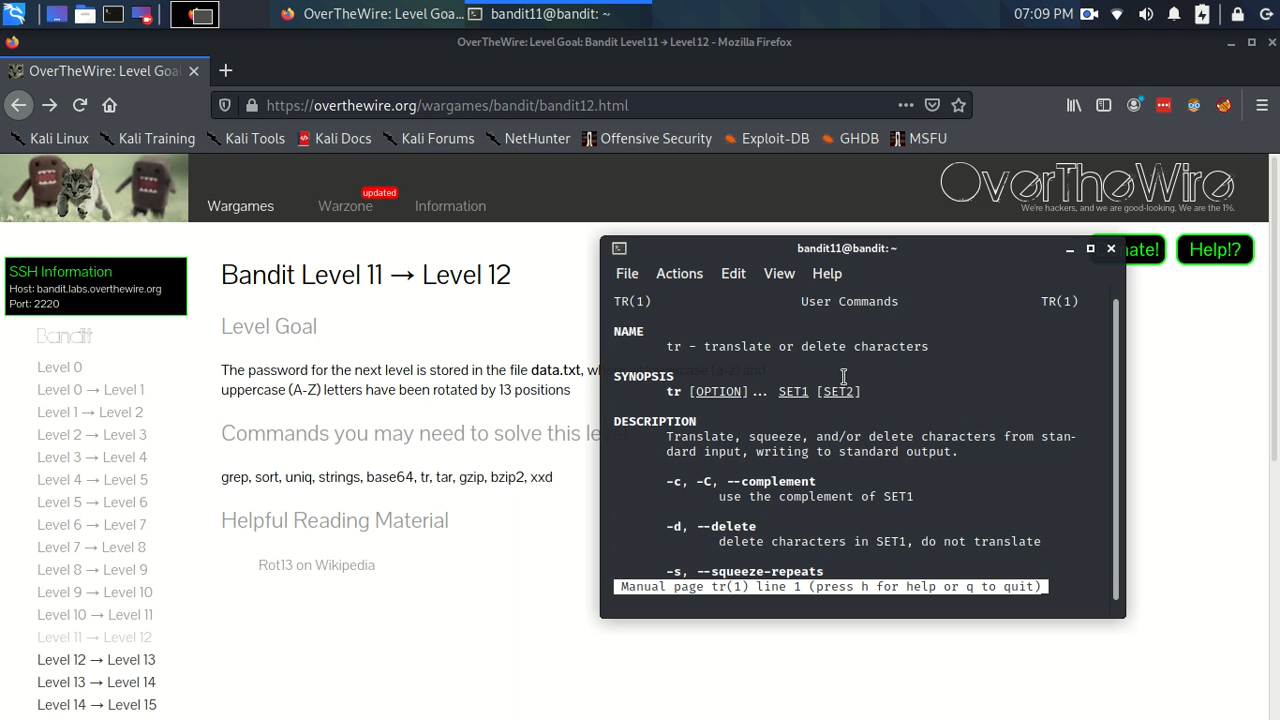 OverTheWire: Level Goa...
bandit11@bandit: ~
07:09 PM
OverTheWire: Level Goal: Bandit Level 11 → Level 12 - Mozilla Firefox
OverTheWire: Level Goal
https://overthewire.org/wargames/bandit/bandit12.html
Kali Linux
Kali Training
Kali Tools
Kali Docs
Kali Forums
NetHunter
Offensive Security
Exploit-DB
GHDB
MSFU
updated
Wargames
Warzone
Information
OverTheWire
We're hackers, and we are good-looking. We are the 1%.
nate!
Help!?
SSH Information
Host: bandit.labs.overthewire.org
Port: 2220
Bandit
Level 0
Level 0 → Level 1
Level 1 → Level 2
Level 2 → Level 3
Level 3 → Level 4
Level 4 → Level 5
Level 5 → Level 6
Level 6 → Level 7
Level 7 → Level 8
Level 8 → Level 9
Level 9 → Level 10
Level 10 → Level 11
Level 11 → Level 12
Level 12 → Level 13
Level 13 → Level 14
Level 14 → Level 15
Bandit Level 11 → Level 12
Level Goal
The password for the next level is stored in the file data.txt, where all lowercase (a-z) and
uppercase (A-Z) letters have been rotated by 13 positions
Commands you may need to solve this level
grep, sort, uniq, strings, base64, tr, tar, gzip, bzip2, xxd
Helpful Reading Material
Rot13 on Wikipedia
bandit11@bandit: ~
File Actions Edit View Help
TR(1) User Commands TR(1)
NAME
tr - translate or delete characters
SYNOPSIS
tr [OPTION]... SET1 [SET2]
DESCRIPTION
Translate, squeeze, and/or delete characters from stan-
dard input, writing to standard output.
-c, -C, --complement
use the complement of SET1
-d, --delete
delete characters in SET1, do not translate
-s, --squeeze-repeats
Manual page tr(1) line 1 (press h for help or q to quit)